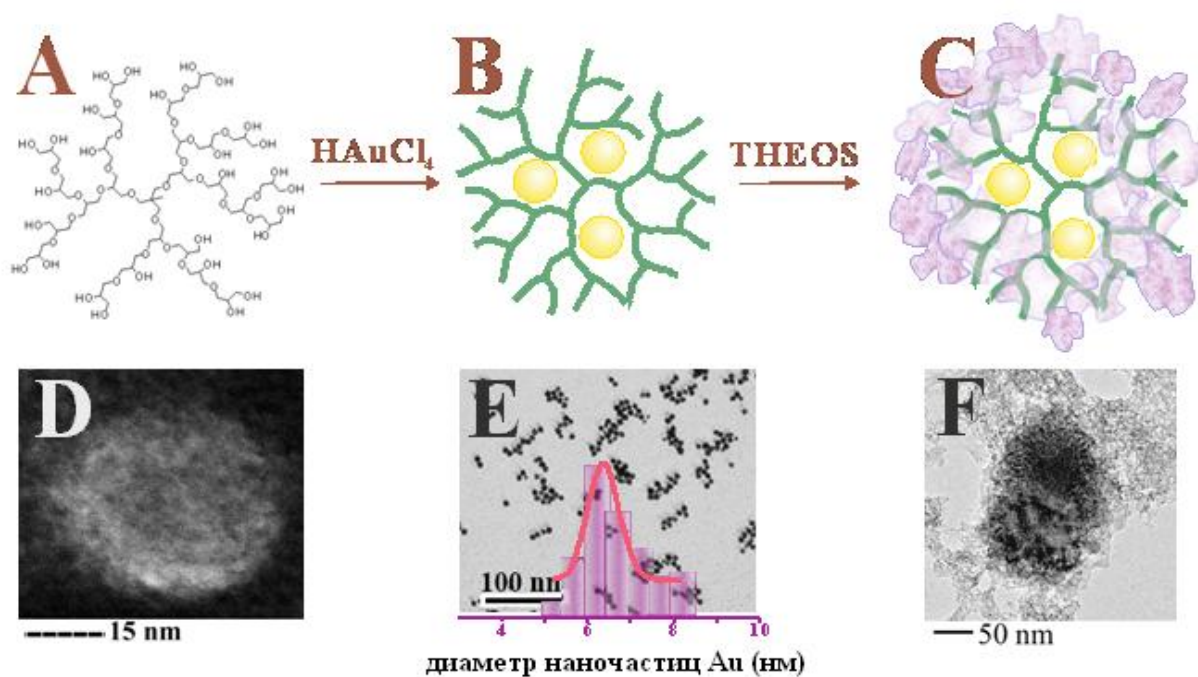 A
B
C
HAuCl₄
THEOS
D
E
F
15 nm
100 nm
50 nm
4 6 8 10
диаметр наночастиц Au (нм)